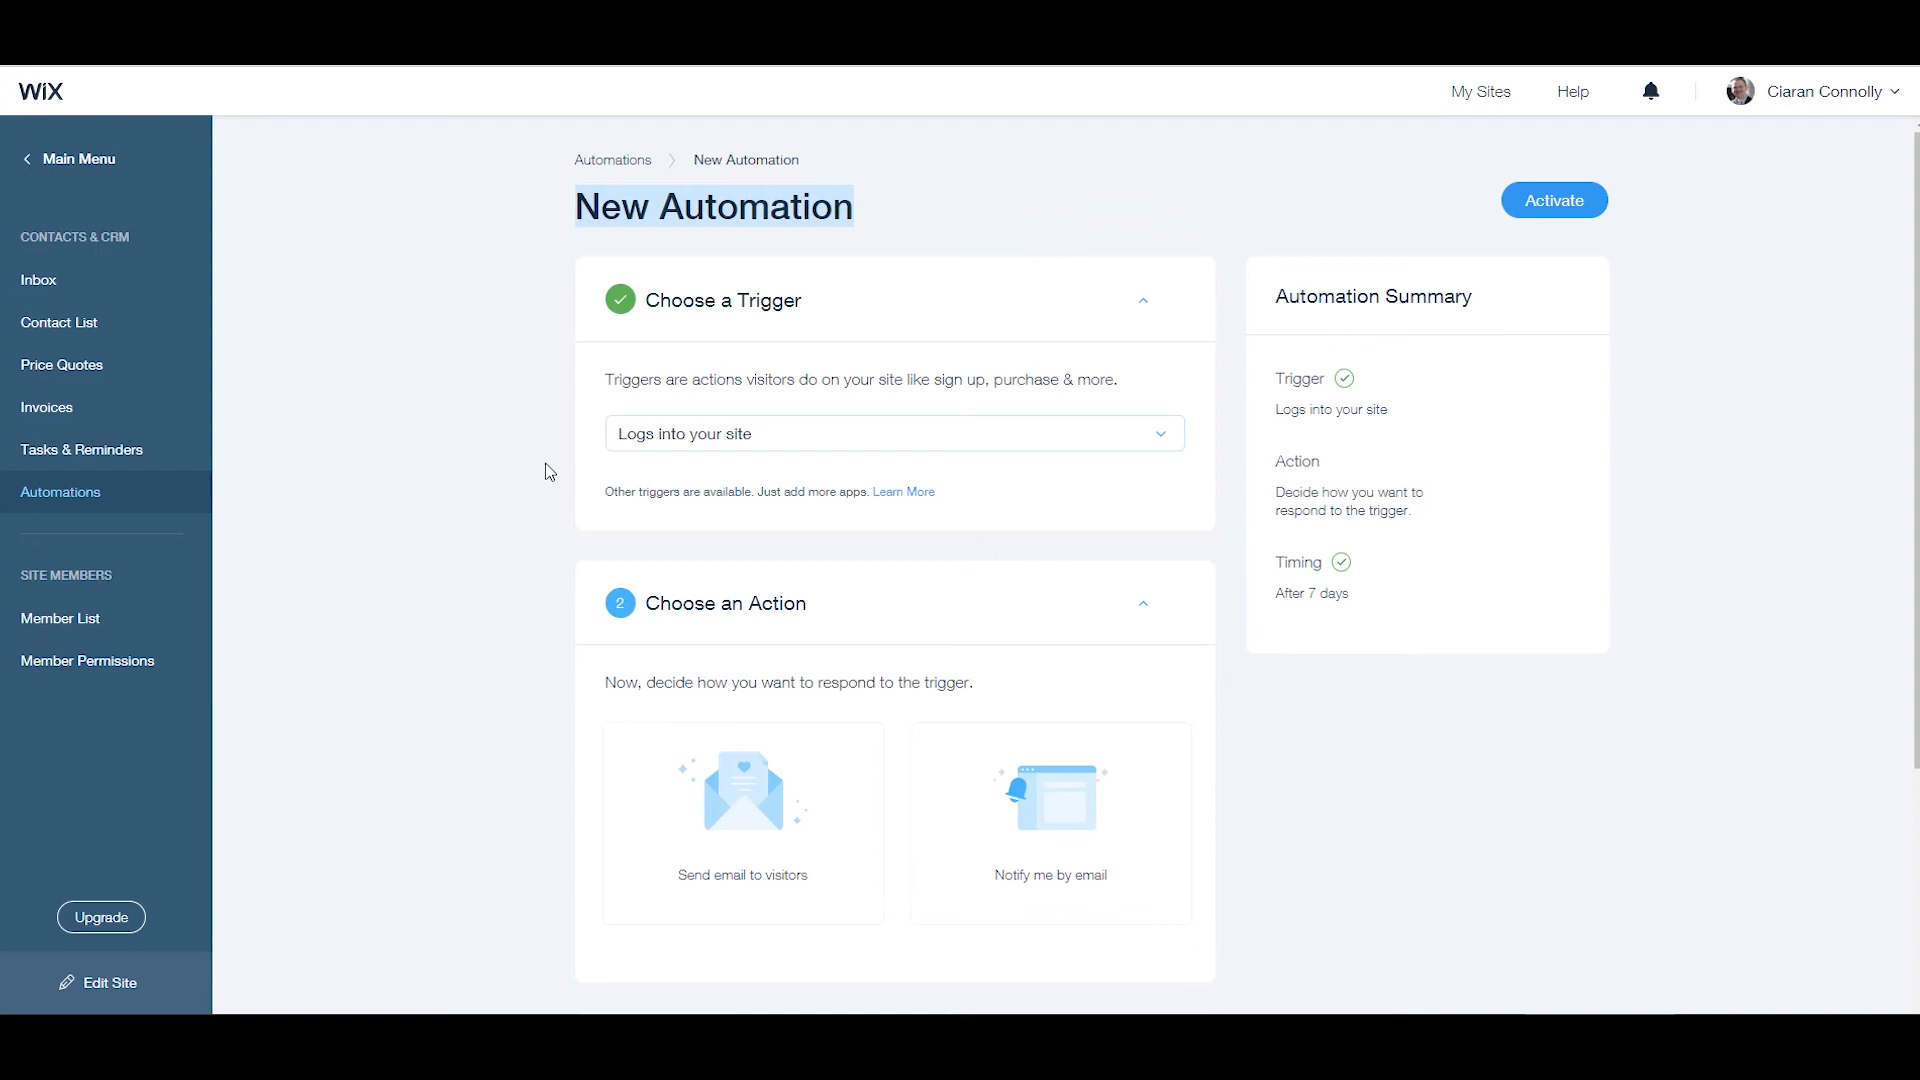 WiX
My Sites
Help
Ciaran Connolly
Main Menu
CONTACTS & CRM
Inbox
Contact List
Price Quotes
Invoices
Tasks & Reminders
Automations
SITE MEMBERS
Member List
Member Permissions
Upgrade
Edit Site
Automations
New Automation
New Automation
Activate
Choose a Trigger
Triggers are actions visitors do on your site like sign up, purchase & more.
Logs into your site
Other triggers are available. Just add more apps. Learn More
2
Choose an Action
Now, decide how you want to respond to the trigger.
Send email to visitors
Notify me by email
Automation Summary
Trigger
Logs into your site
Action
Decide how you want to
respond to the trigger.
Timing
After 7 days